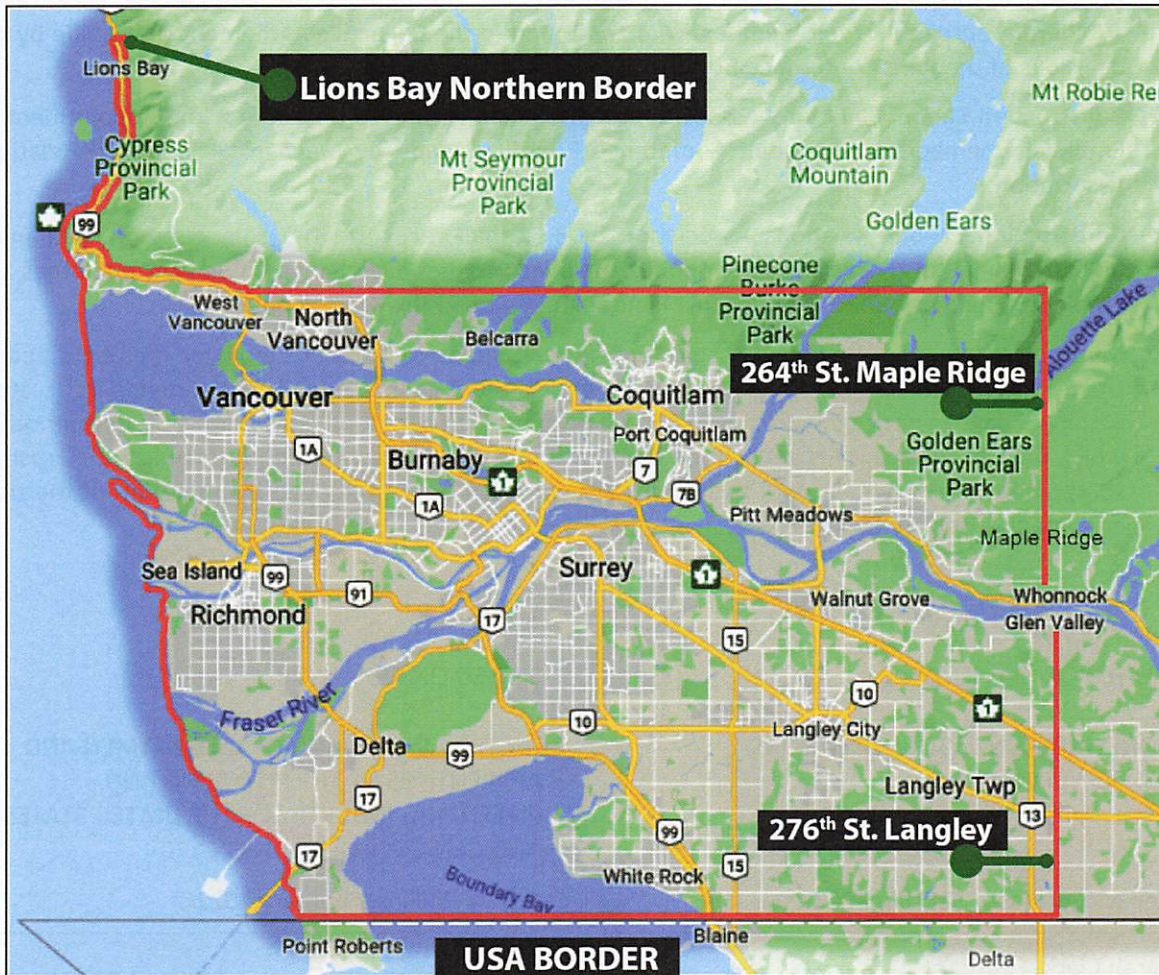 Lions Bay
Lions Bay Northern Border
Mt Robie Re
Cypress
Provincial
Park
Mt Seymour
Provincial
Park
Coquitlam
Mountain
99
Golden Ears
Pinecone
Burke
Provincial
Park
West
Vancouver
North
Vancouver
Belcarra
Alouette Lake
264th St. Maple Ridge
Vancouver
Coquitlam
Port Coquitlam
Golden Ears
Provincial
Park
1A
Burnaby
1
7
7B
1A
Pitt Meadows
Maple Ridge
Sea Island
99
91
Surrey
1
Walnut Grove
Whonnock
Richmond
17
15
Glen Valley
Fraser River
10
10
1
Langley City
Delta
99
17
Langley Twp
13
276th St. Langley
17
99
15
White Rock
Boundary Bay
Point Roberts
USA BORDER
Blaine
Delta